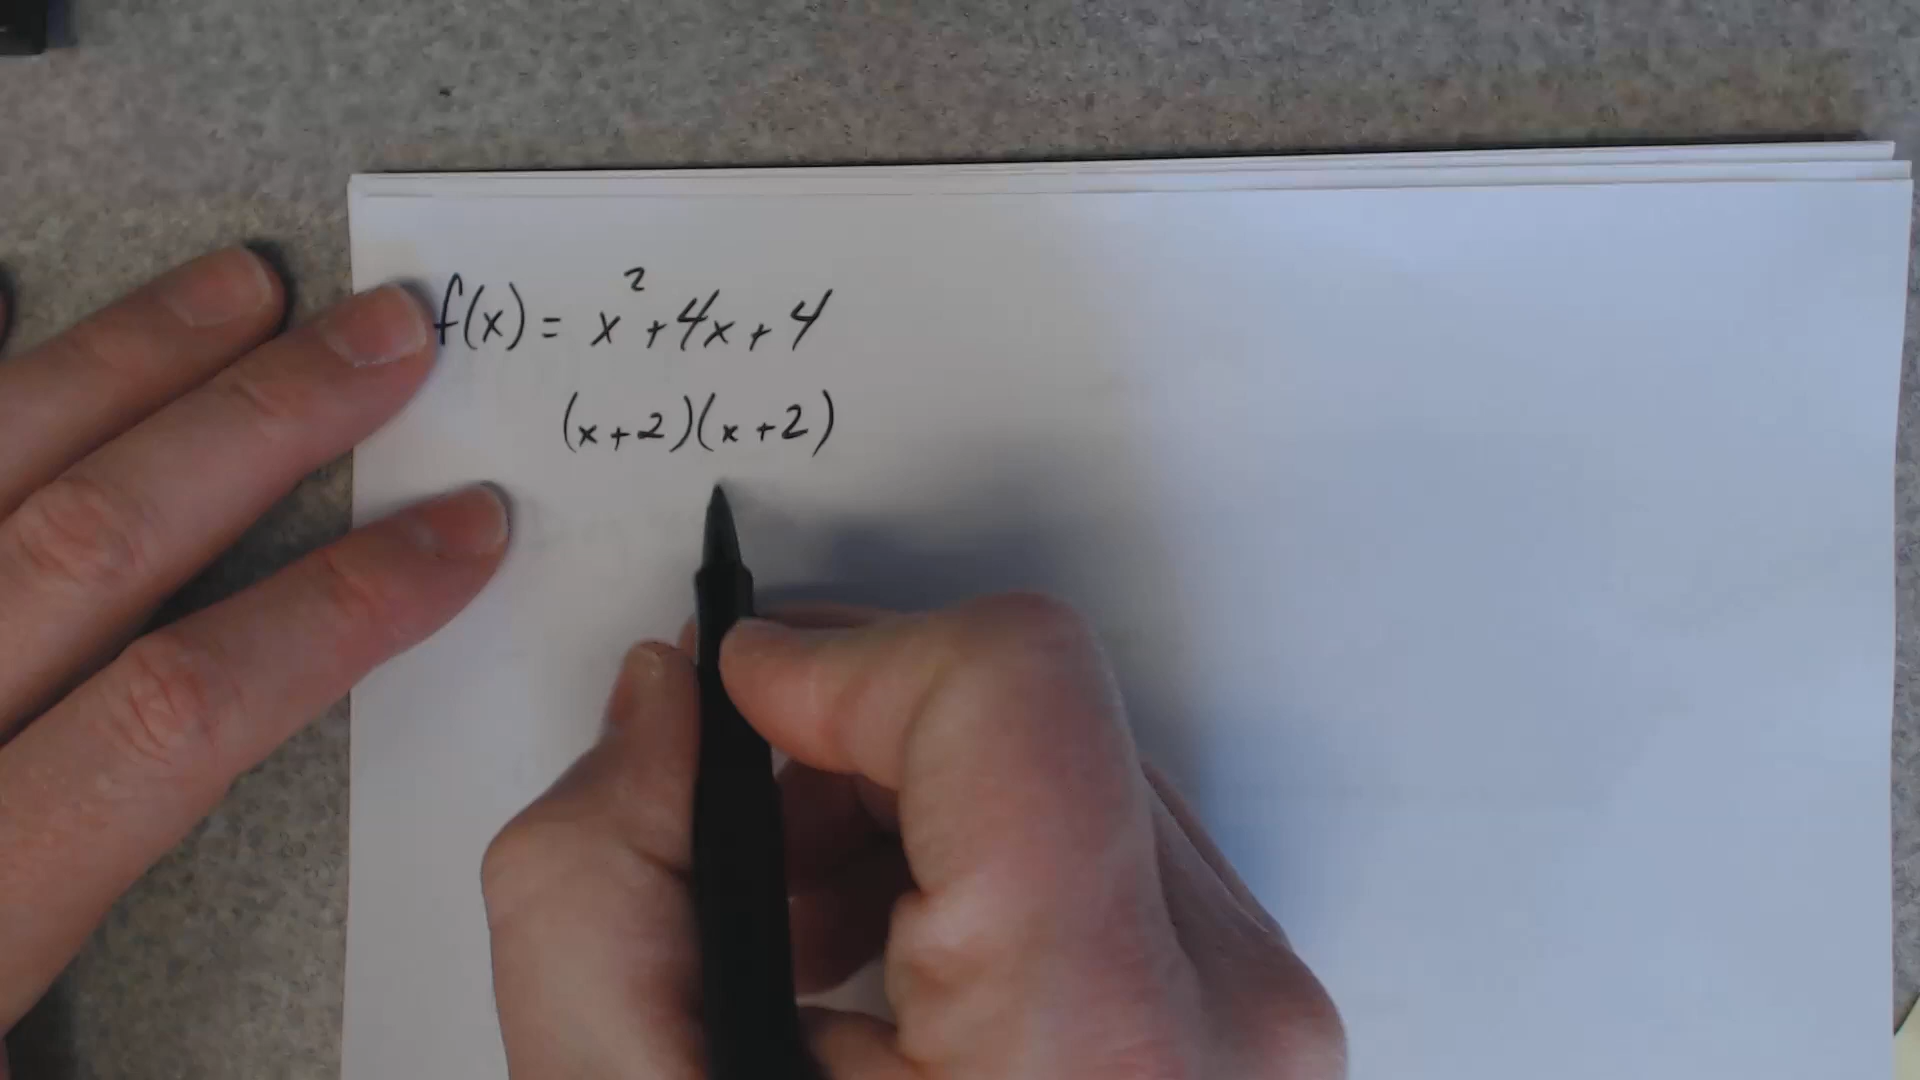 f(x) = x² + 4x + 4
(x + 2)(x + 2)